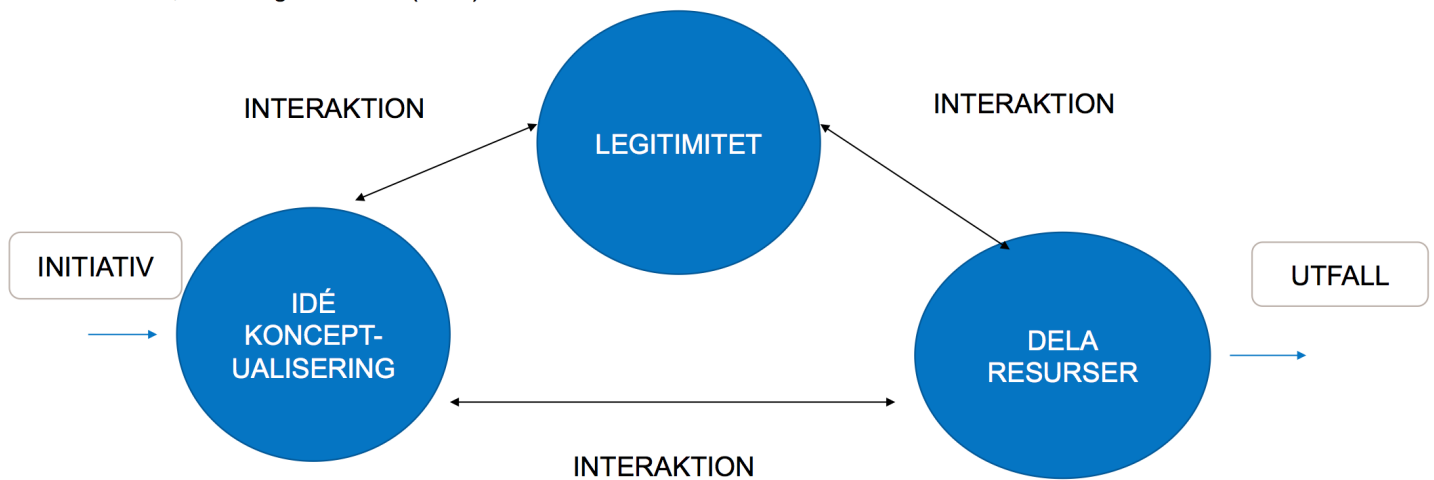 INTERAKTION
INTERAKTION
LEGITIMITET
INITIATIV
UTFALL
IDÉ
KONCEPT-
UALISERING
DELA
RESURSER
INTERAKTION